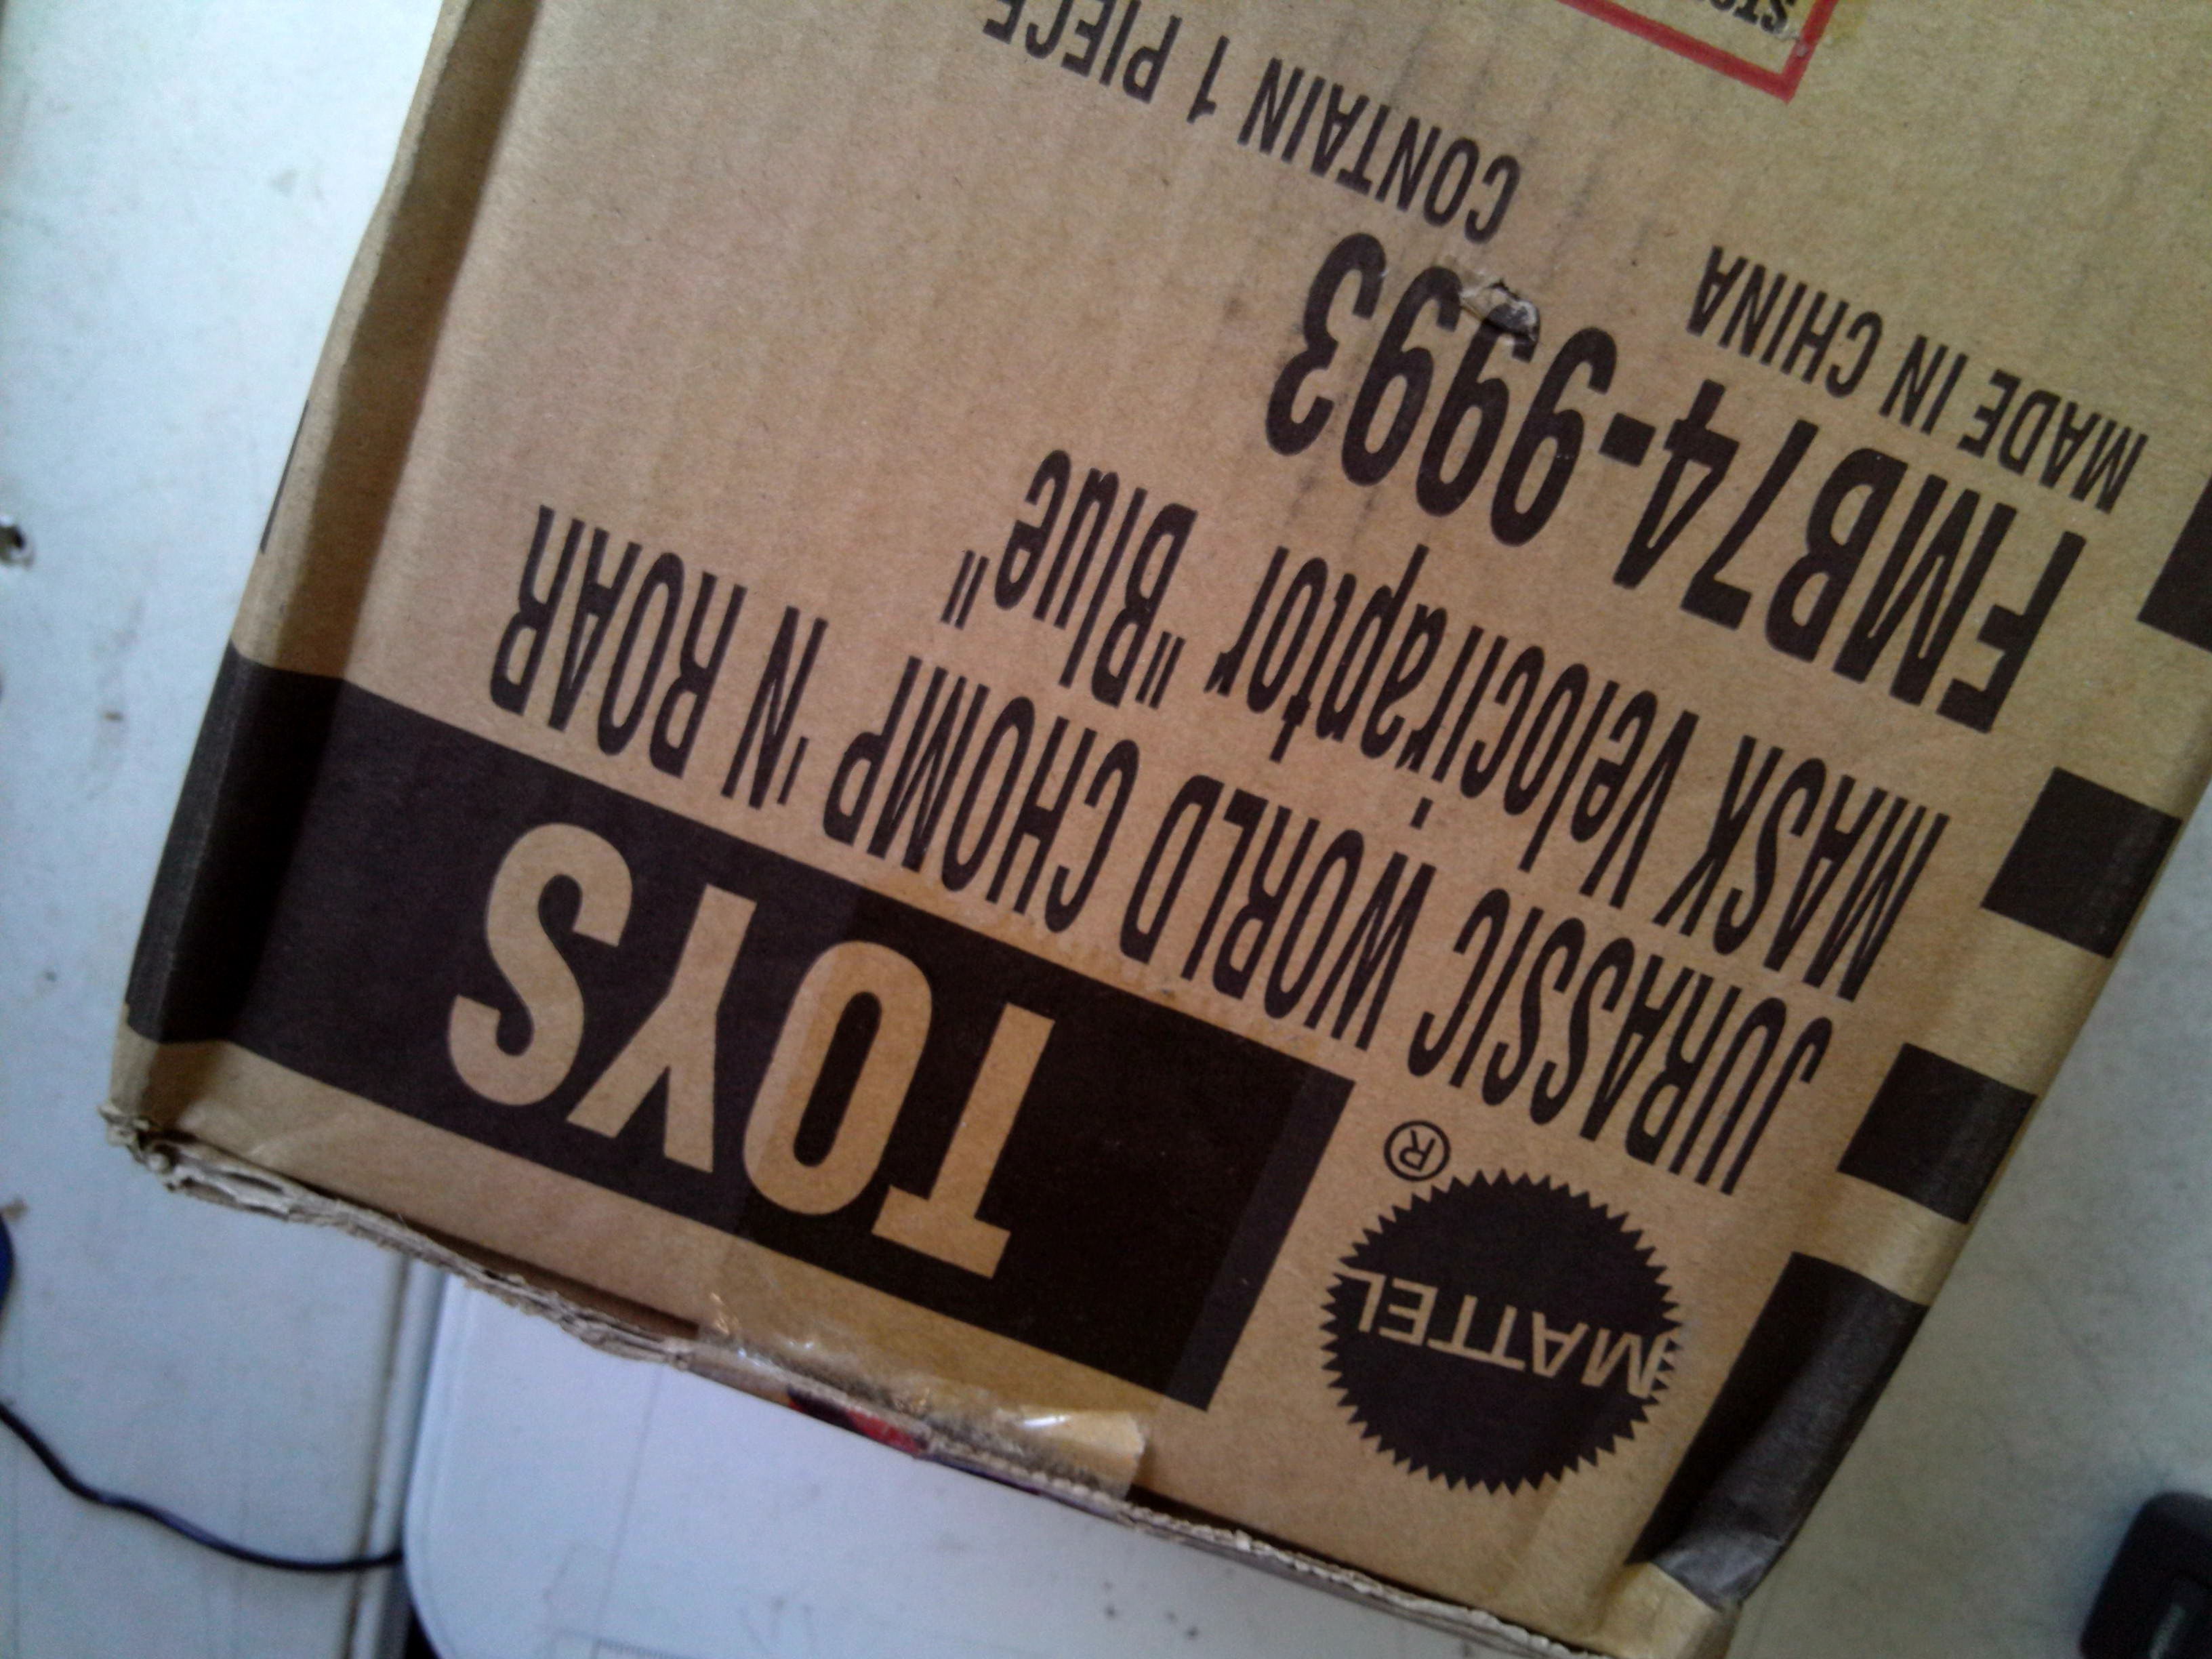 MATTEL
®
TOYS
JURASSIC WORLD CHOMP 'N ROAR
MASK Velociraptor "Blue"
FMB74-9993
MADE IN CHINA
CONTAIN 1 PIECE